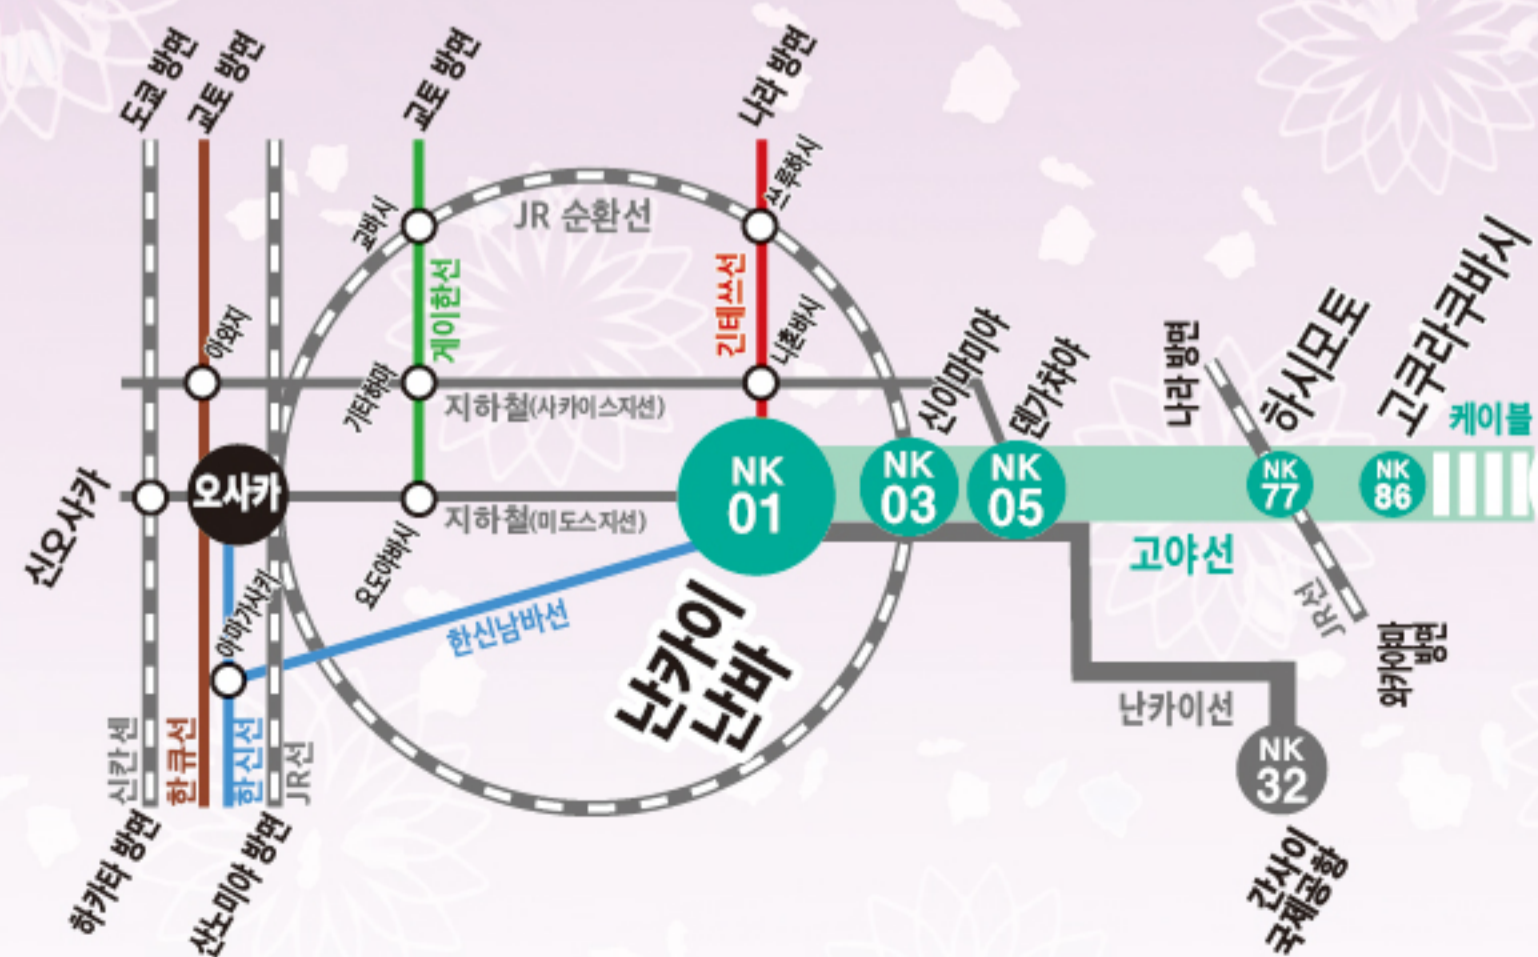 도쿄 방면
교토 방면
교토 방면
나라 방면
교바시
JR 순환선
쓰루하시
게이한선
긴테쓰선
아와지
니혼바시
기타하마
지하철(사카이스지선)
신이마미야
덴가차야
나라 방면
하시모토
고쿠라쿠바시
케이블
신오사카
오사카
NK
01
NK
03
NK
05
NK
77
NK
86
요도야바시
지하철(미도스지선)
고야선
아마가사키
한신남바선
난카이
난바
JR선
와카야마
방면
난카이선
신칸센
한큐선
한신선
JR선
NK
32
하카타 방면
산노미야 방면
간사이
국제공항